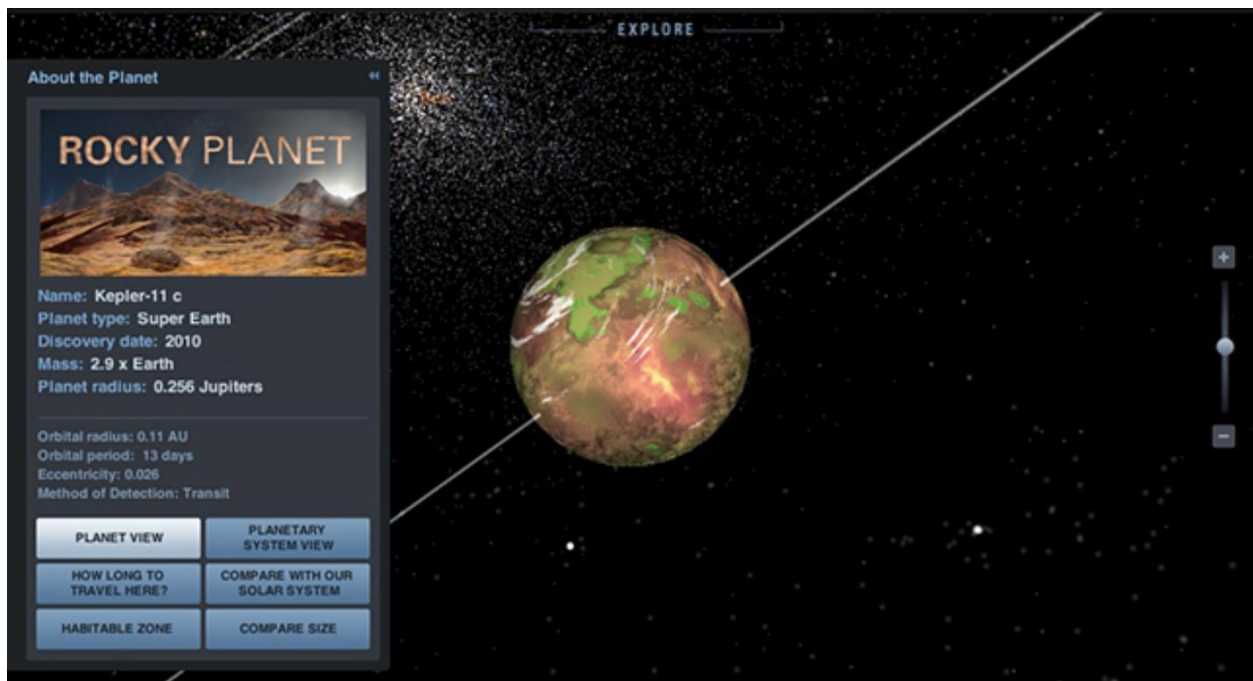 EXPLORE
About the Planet
ROCKY PLANET
Name: Kepler-11 c
Planet type: Super Earth
Discovery date: 2010
Mass: 2.9 x Earth
Planet radius: 0.256 Jupiters
Orbital radius: 0.11 AU
Orbital period: 13 days
Eccentricity: 0.026
Method of Detection: Transit
PLANET VIEW
PLANETARY
SYSTEM VIEW
HOW LONG TO
TRAVEL HERE?
COMPARE WITH OUR
SOLAR SYSTEM
HABITABLE ZONE
COMPARE SIZE